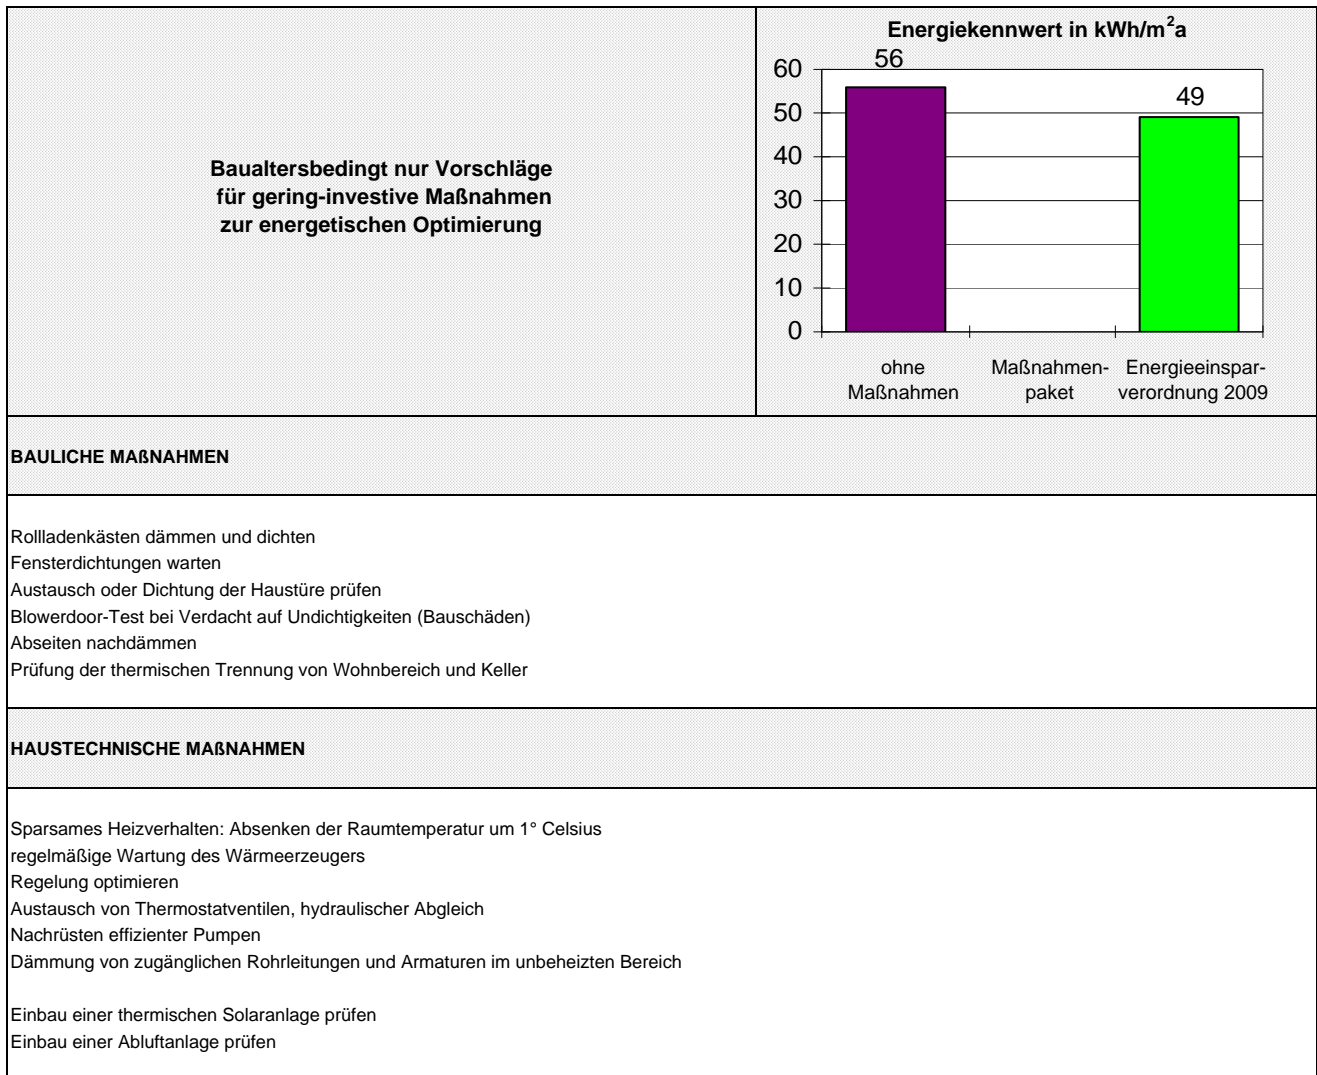 Baualtersbedingt nur Vorschläge
für gering-investive Maßnahmen
zur energetischen Optimierung
Energiekennwert in kWh/m²a
60
50
40
30
20
10
0
56
49
ohne
Maßnahmen
Maßnahmen-
paket
Energieeinspar-
verordnung 2009
BAULICHE MAßNAHMEN
Rollladenkästen dämmen und dichten
Fensterdichtungen warten
Austausch oder Dichtung der Haustüre prüfen
Blowerdoor-Test bei Verdacht auf Undichtigkeiten (Bauschäden)
Abseiten nachdämmen
Prüfung der thermischen Trennung von Wohnbereich und Keller
HAUSTECHNISCHE MAßNAHMEN
Sparsames Heizverhalten: Absenken der Raumtemperatur um 1° Celsius
regelmäßige Wartung des Wärmeerzeugers
Regelung optimieren
Austausch von Thermostatventilen, hydraulischer Abgleich
Nachrüsten effizienter Pumpen
Dämmung von zugänglichen Rohrleitungen und Armaturen im unbeheizten Bereich
Einbau einer thermischen Solaranlage prüfen
Einbau einer Abluftanlage prüfen